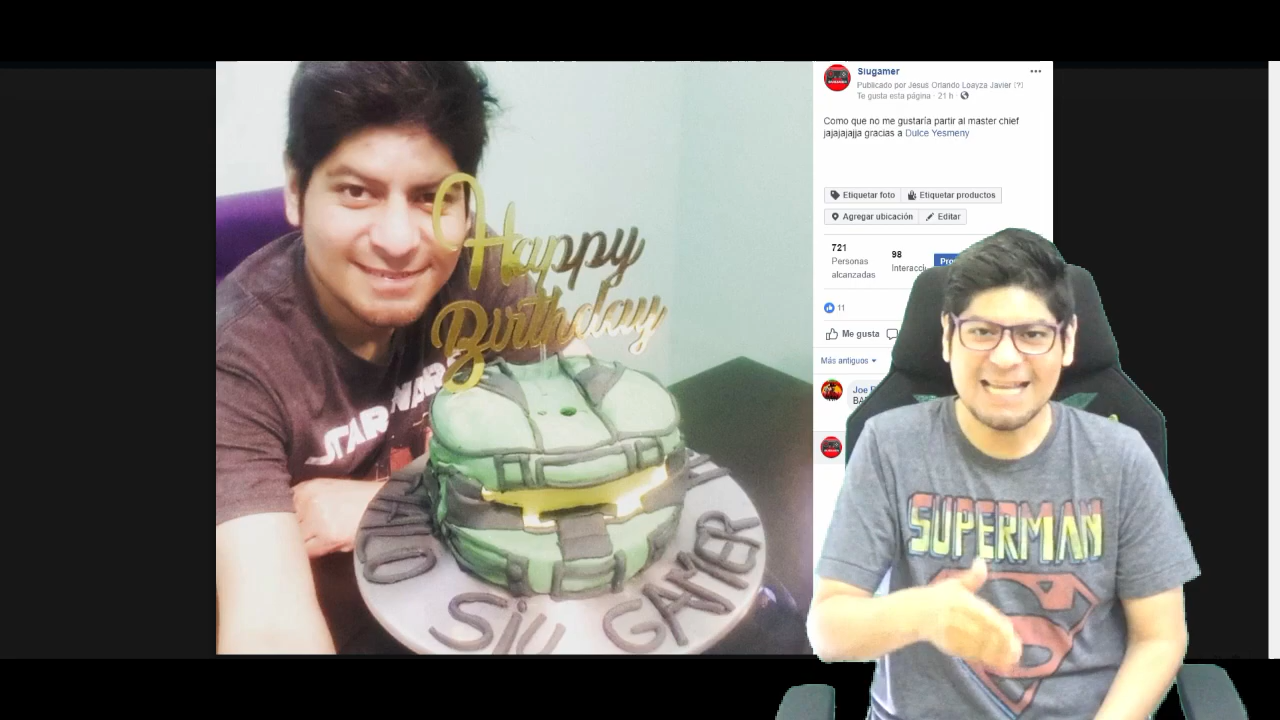 Happy
Birthday
STAR WARS
SIU GAMER
Siugamer
Publicado por Jesus Orlando Loayza Javier (?)
Te gusta esta página · 21 h ·
Como que no me gustaría partir al master chief
jajajajajja gracias a Dulce Yesmeny
Etiquetar foto
Etiquetar productos
Agregar ubicación
Editar
721
Personas
alcanzadas
98
11
Me gusta
Más antiguos
Joe
SUPERMAN